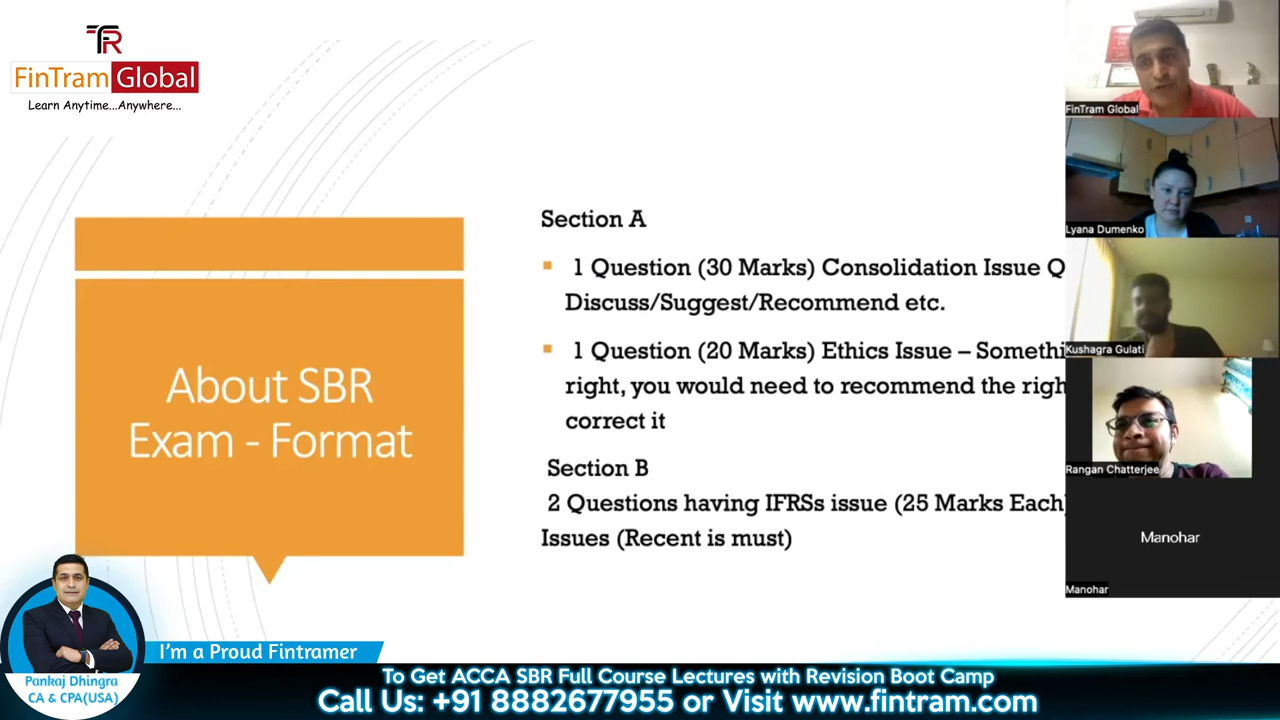 FR
FinTram Global
Learn Anytime...Anywhere...
About SBR
Exam - Format
Section A
1 Question (30 Marks) Consolidation Issue Q
Discuss/Suggest/Recommend etc.
1 Question (20 Marks) Ethics Issue – Somethi
right, you would need to recommend the righ
correct it
Section B
2 Questions having IFRSs issue (25 Marks Each)
Issues (Recent is must)
FinTram Global
Lyana Dumenko
Kushagra Gulati
Rangan Chatterjee
Manohar
Manohar
I'm a Proud Fintramer
Pankaj Dhingra
CA & CPA(USA)
To Get ACCA SBR Full Course Lectures with Revision Boot Camp
Call Us: +91 8882677955 or Visit www.fintram.com